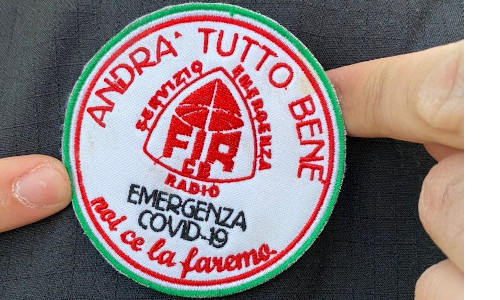 ANDRA' TUTTO BENE
SERVIZIO EMERGENZA
FIR
CB
RADIO
EMERGENZA
COVID-19
noi ce la faremo.